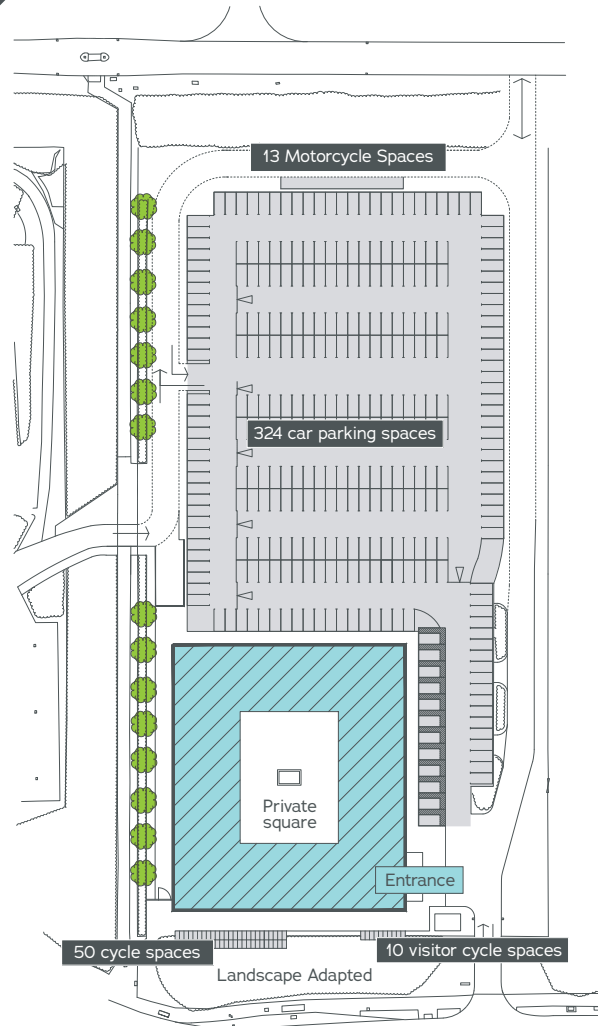 13 Motorcycle Spaces
324 car parking spaces
Private
square
Entrance
50 cycle spaces
10 visitor cycle spaces
Landscape Adapted